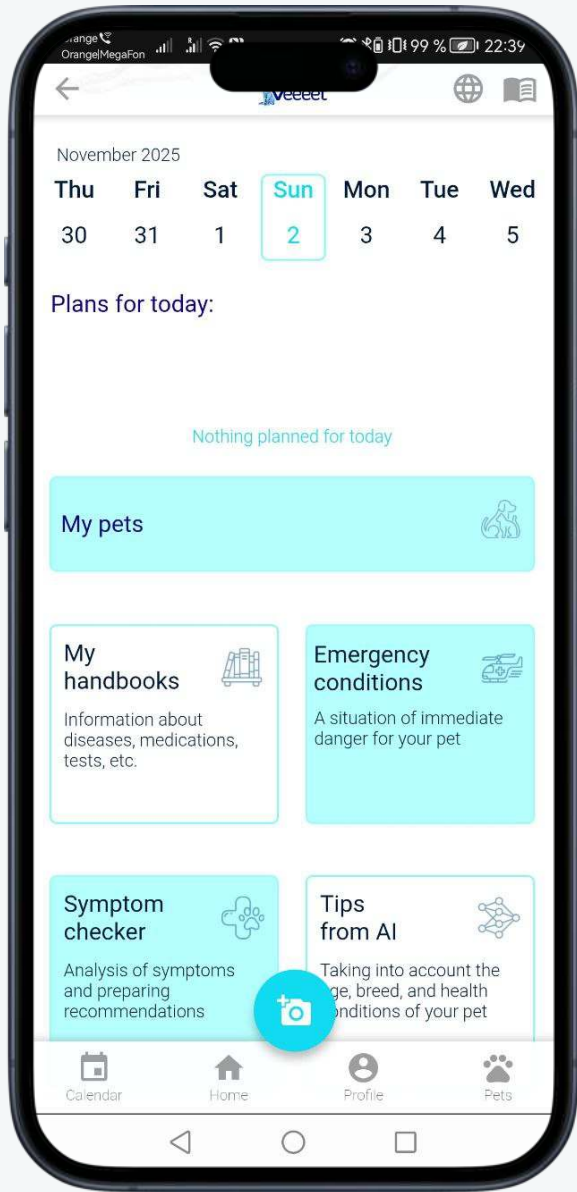 Orange|MegaFon
99 % 22:39
November 2025
Thu Fri Sat Sun Mon Tue Wed
30 31 1 2 3 4 5
Plans for today:
Nothing planned for today
My pets
My
handbooks
Information about
diseases, medications,
tests, etc.
Emergency
conditions
A situation of immediate
danger for your pet
Symptom
checker
Analysis of symptoms
and preparing
recommendations
Tips
from AI
Taking into account the
breed, and health
of your pet
Calendar Home Profile Pets